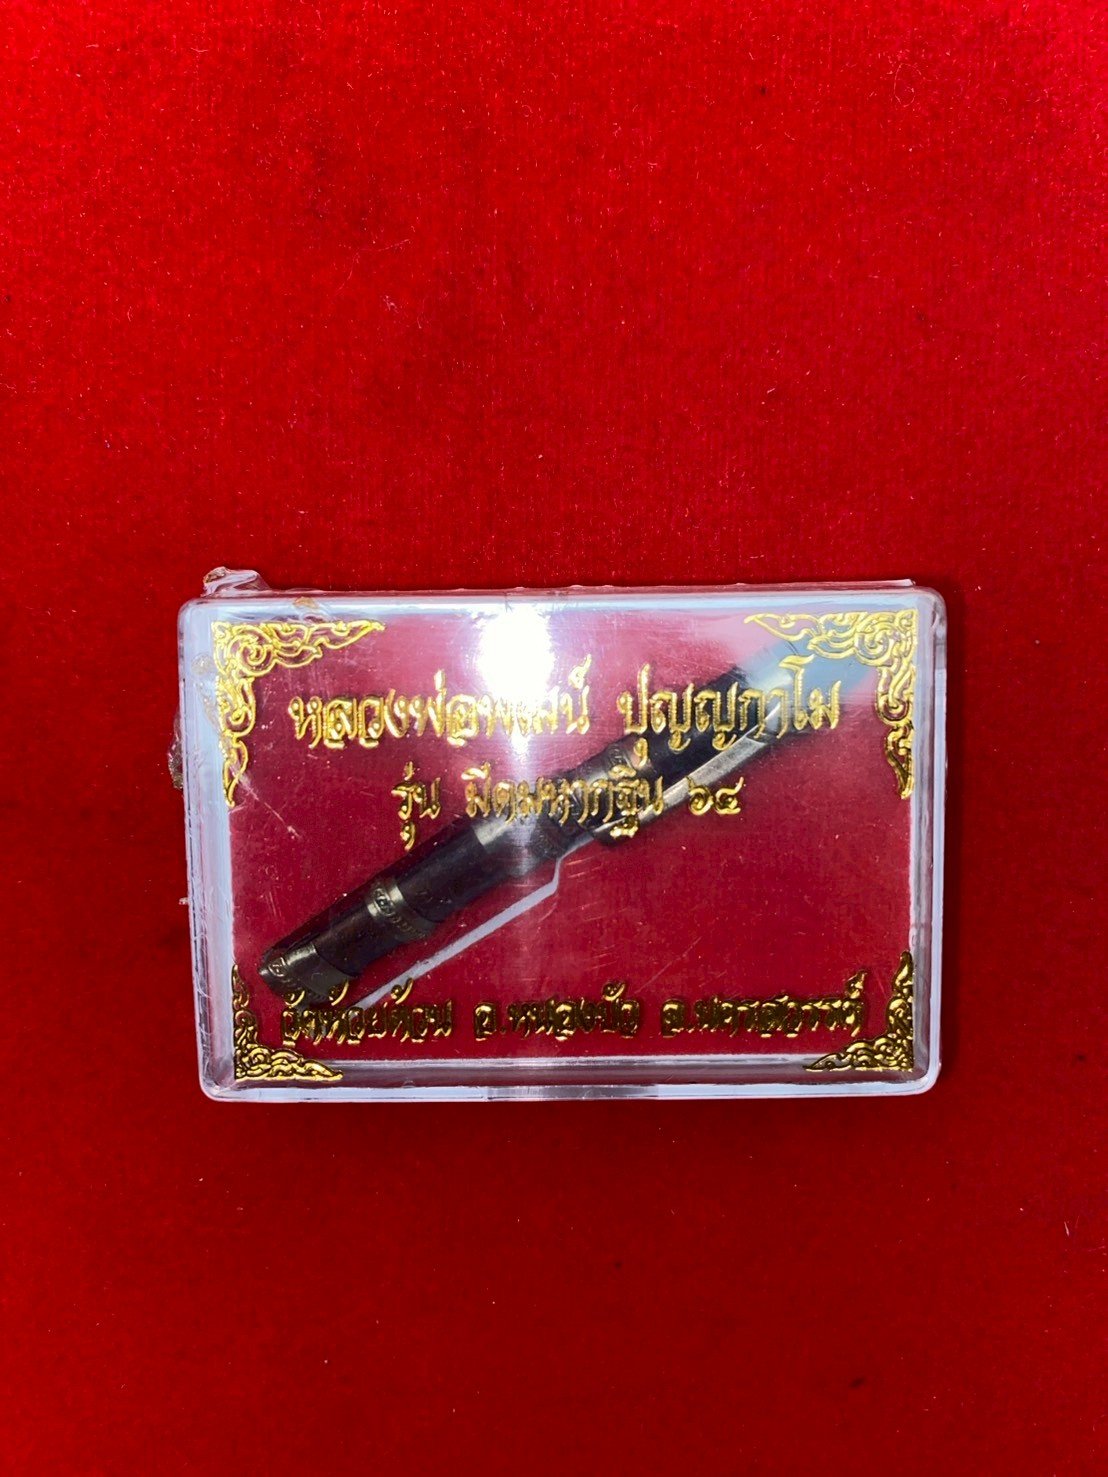 หลวงพ่อพัฒน์ ปุญญกาโม
รุ่น มีดมหากฐิน ๖๔
วัดห้วยด้วน อ.หนองบัว จ.นครสวรรค์